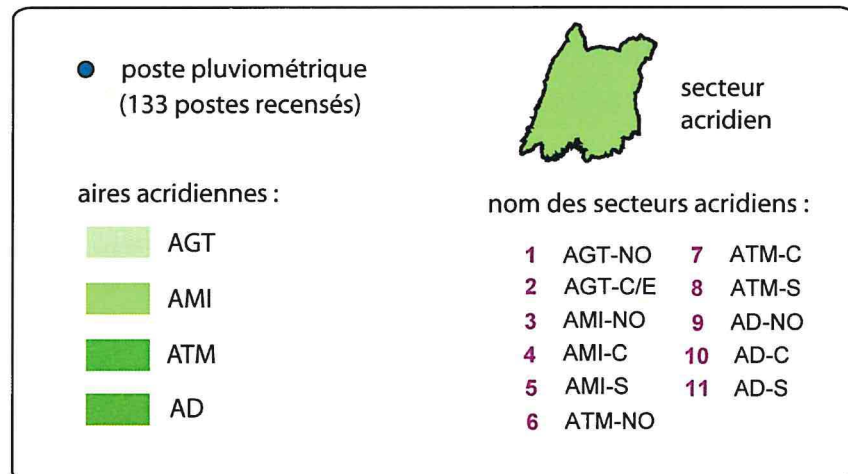 poste pluviométrique
(133 postes recensés)
secteur
acridien
aires acridiennes :
AGT
AMI
ATM
AD
nom des secteurs acridiens :
1 AGT-NO 7 ATM-C
2 AGT-C/E 8 ATM-S
3 AMI-NO 9 AD-NO
4 AMI-C 10 AD-C
5 AMI-S 11 AD-S
6 ATM-NO